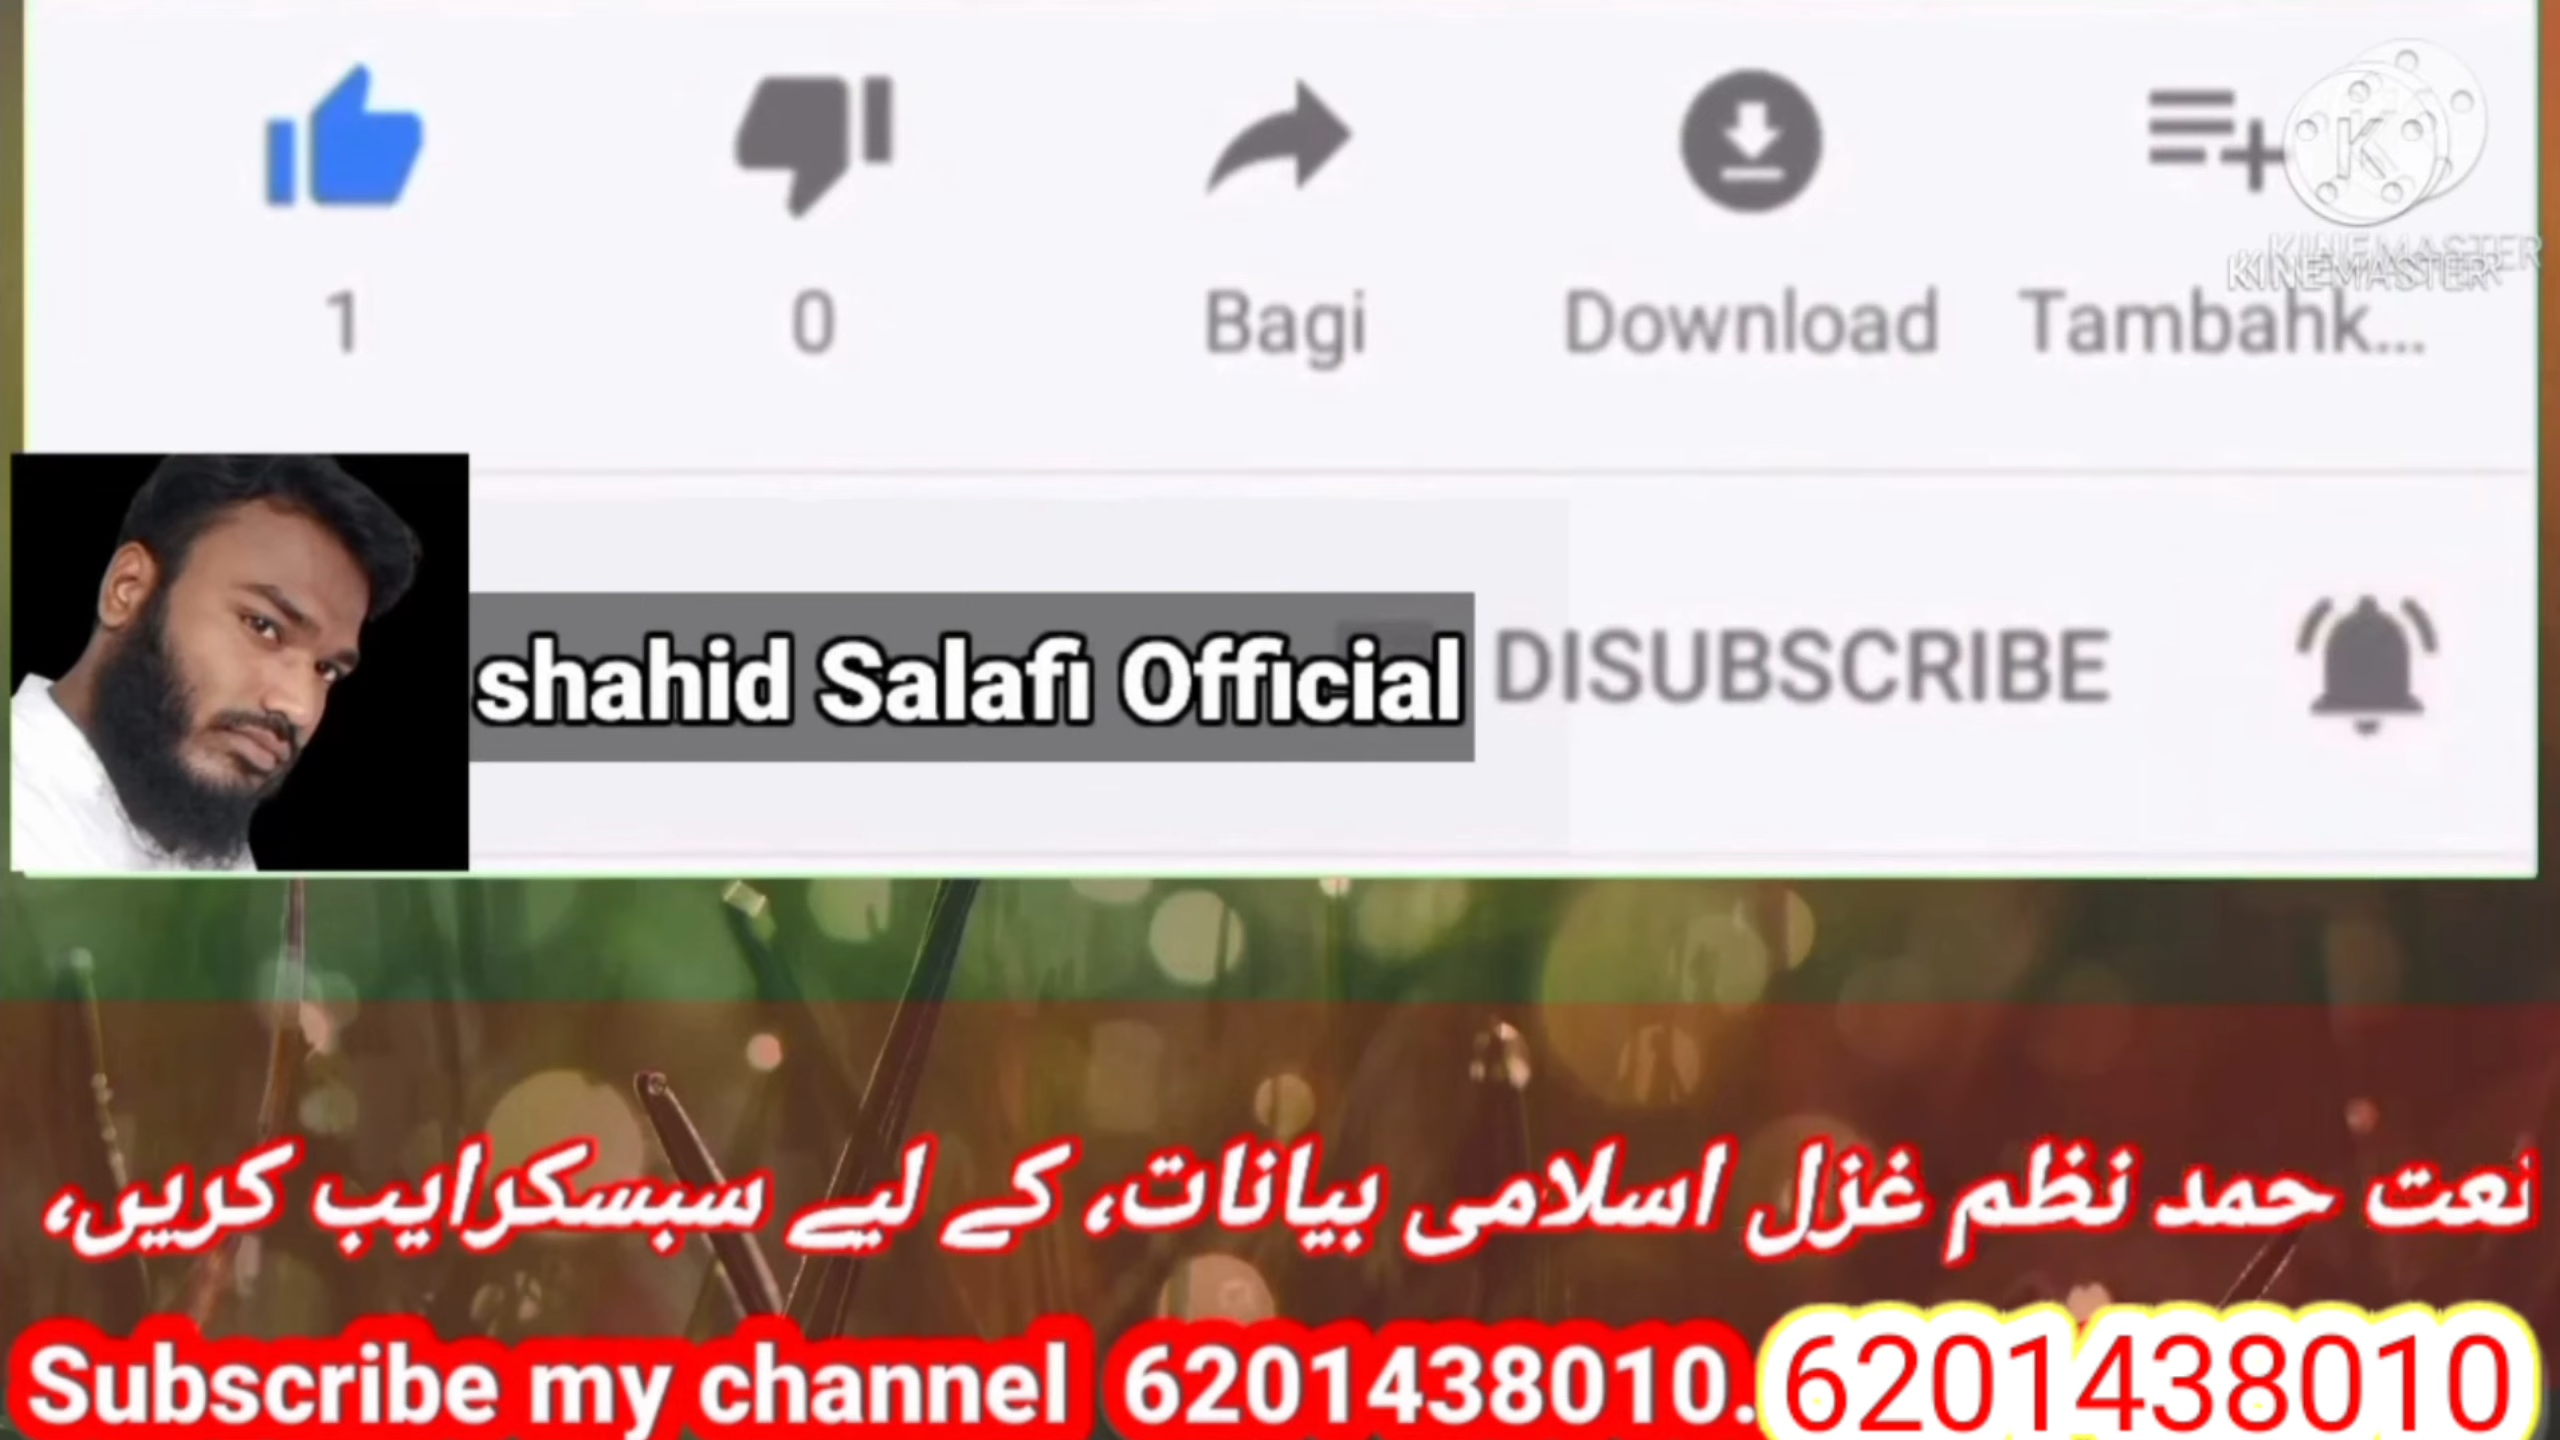 1 0 Bagi Download Tambahk...
KINEMASTER
KINEMASTER
shahid Salafi Official DISUBSCRIBE
نعت حمد نظم غزل اسلامی بیانات، کے لیے سبسکرایب کریں،
Subscribe my channel 6201438010. 6201438010